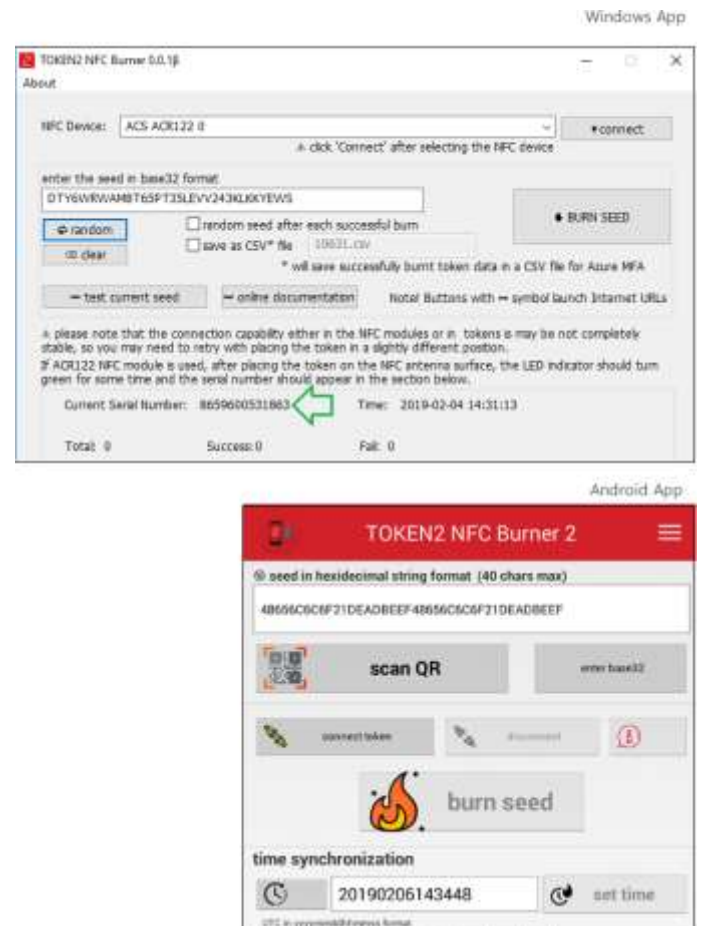 Windows App
TOKEN2 NFC Burner 0.0.1β
About
NFC Device: ACS ACR122 0 connect
click 'Connect' after selecting the NFC device
enter the seed in base32 format
random random seed after each successful burn BURN SEED
clear save as CSV* file 10631.csv
* will save successfully burnt token data in a CSV file for Azure MFA
test current seed online documentation Note! Buttons with symbol launch Internet URLs
please note that the connection capability either in the NFC modules or in tokens is may be not completely
stable, so you may need to retry with placing the token in a slightly different position.
If ACR122 NFC module is used, after placing the token on the NFC antenna surface, the LED indicator should turn
green for some time and the serial number should appear in the section below.
Current Serial Number: 8659600531863 Time: 2019-02-04 14:31:13
Total: 0 Success: 0 Fail: 0
Android App
TOKEN2 NFC Burner 2
seed in hexidecimal string format (40 chars max)
48656C6C6F21DEADBEEF48656C6C6F21DEADBEEF
scan QR enter base32
connect token disconnect
burn seed
time synchronization
20190206143448 set time